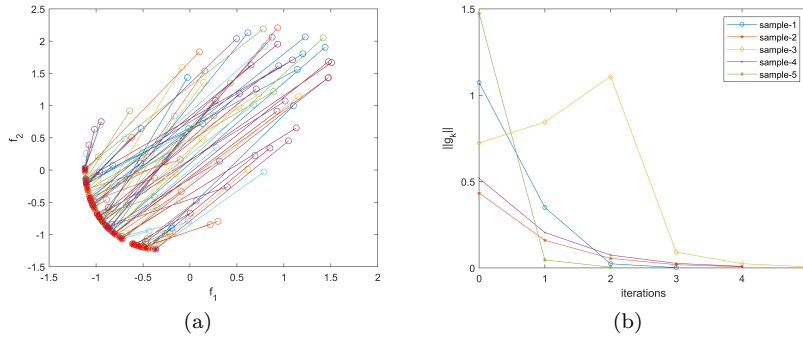 2.5
2
1.5
1
0.5
0
-0.5
-1
-1.5
f2
-1.5 -1 -0.5 0 0.5 1 1.5 2
f1
(a)
1.5
1
0.5
0
||gk||
sample-1
sample-2
sample-3
sample-4
sample-5
0 1 2 3 4
iterations
(b)